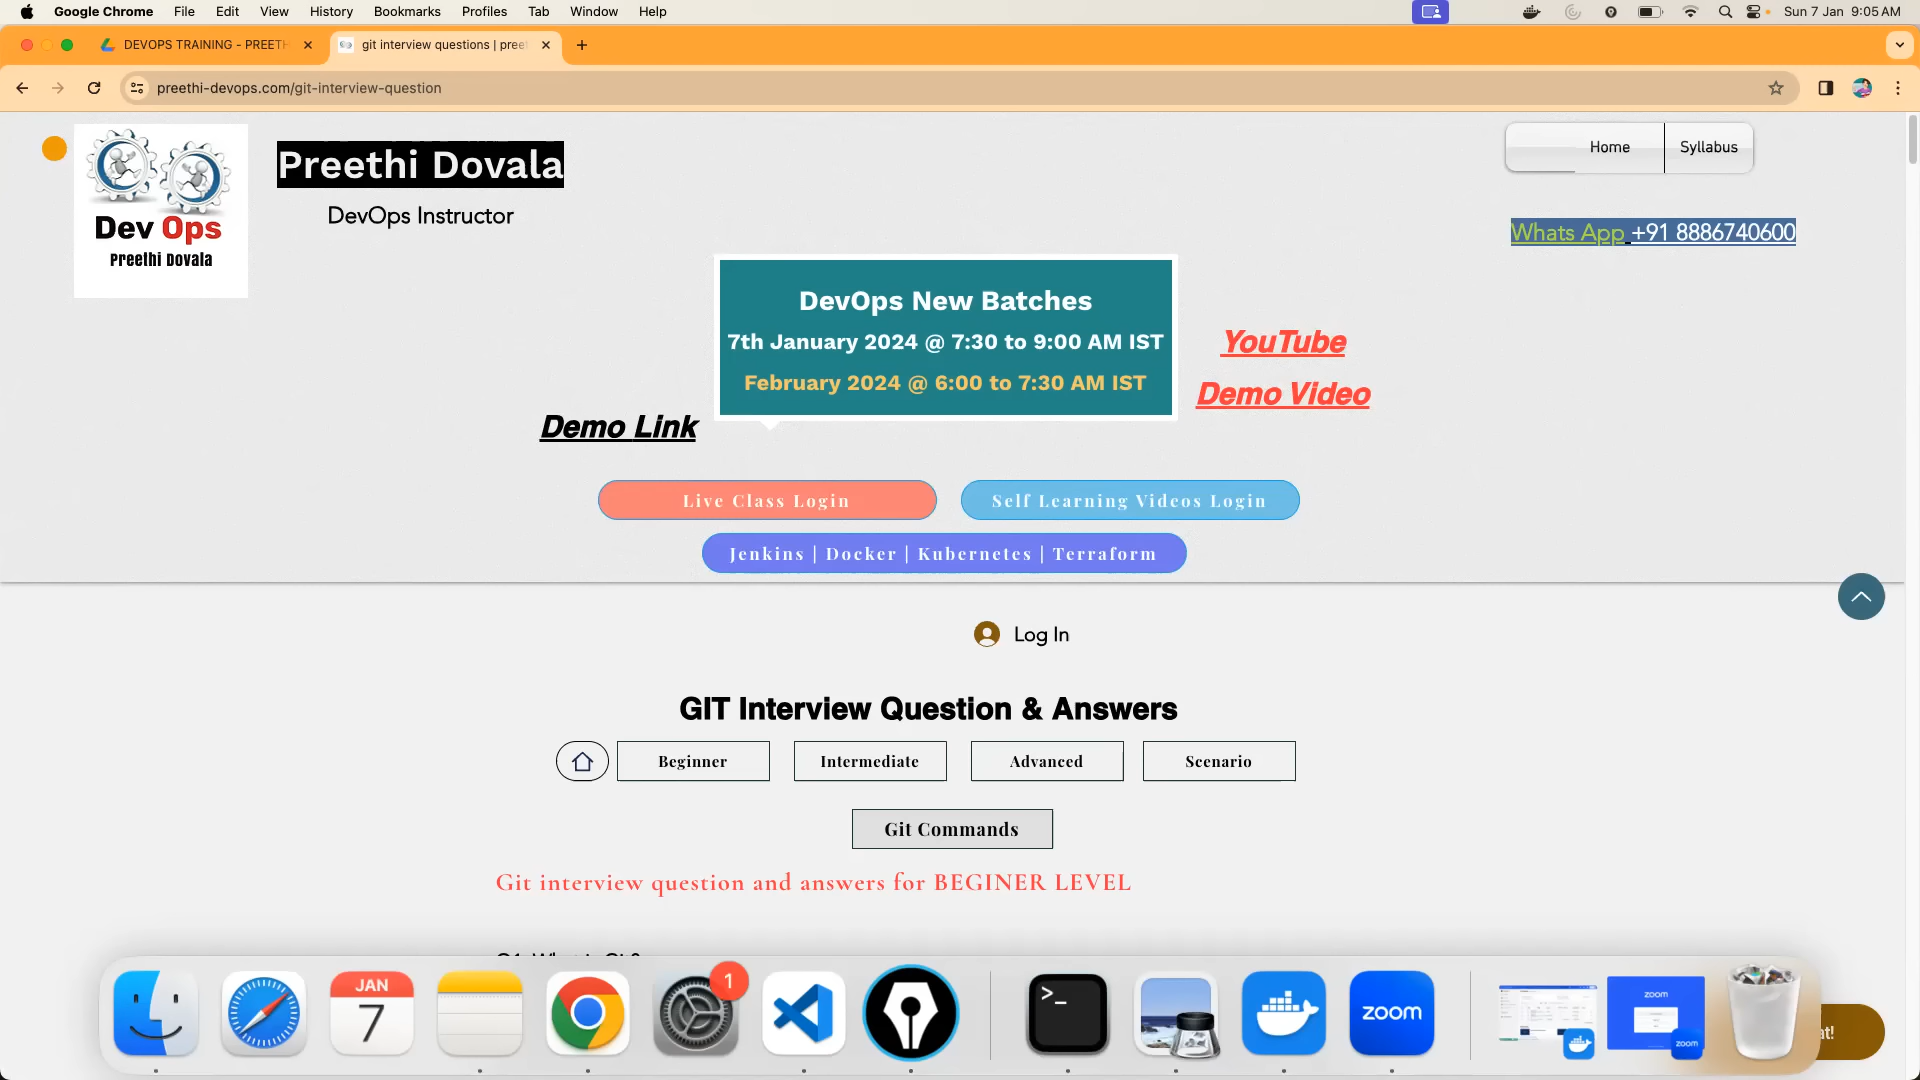 Google Chrome File Edit View History Bookmarks Profiles Tab Window Help Sun 7 Jan 9:05 AM
DEVOPS TRAINING - PREETH
git interview questions | preet
preethi-devops.com/git-interview-question
Dev Ops
Preethi Dovala
Preethi Dovala
DevOps Instructor
Home
Syllabus
Whats App +91 8886740600
DevOps New Batches
7th January 2024 @ 7:30 to 9:00 AM IST
February 2024 @ 6:00 to 7:30 AM IST
YouTube
Demo Video
Demo Link
Live Class Login
Self Learning Videos Login
Jenkins | Docker | Kubernetes | Terraform
Log In
GIT Interview Question & Answers
Beginner
Intermediate
Advanced
Scenario
Git Commands
Git interview question and answers for BEGINER LEVEL
JAN
7
1
>_
zoom
zoom
zoom
at!